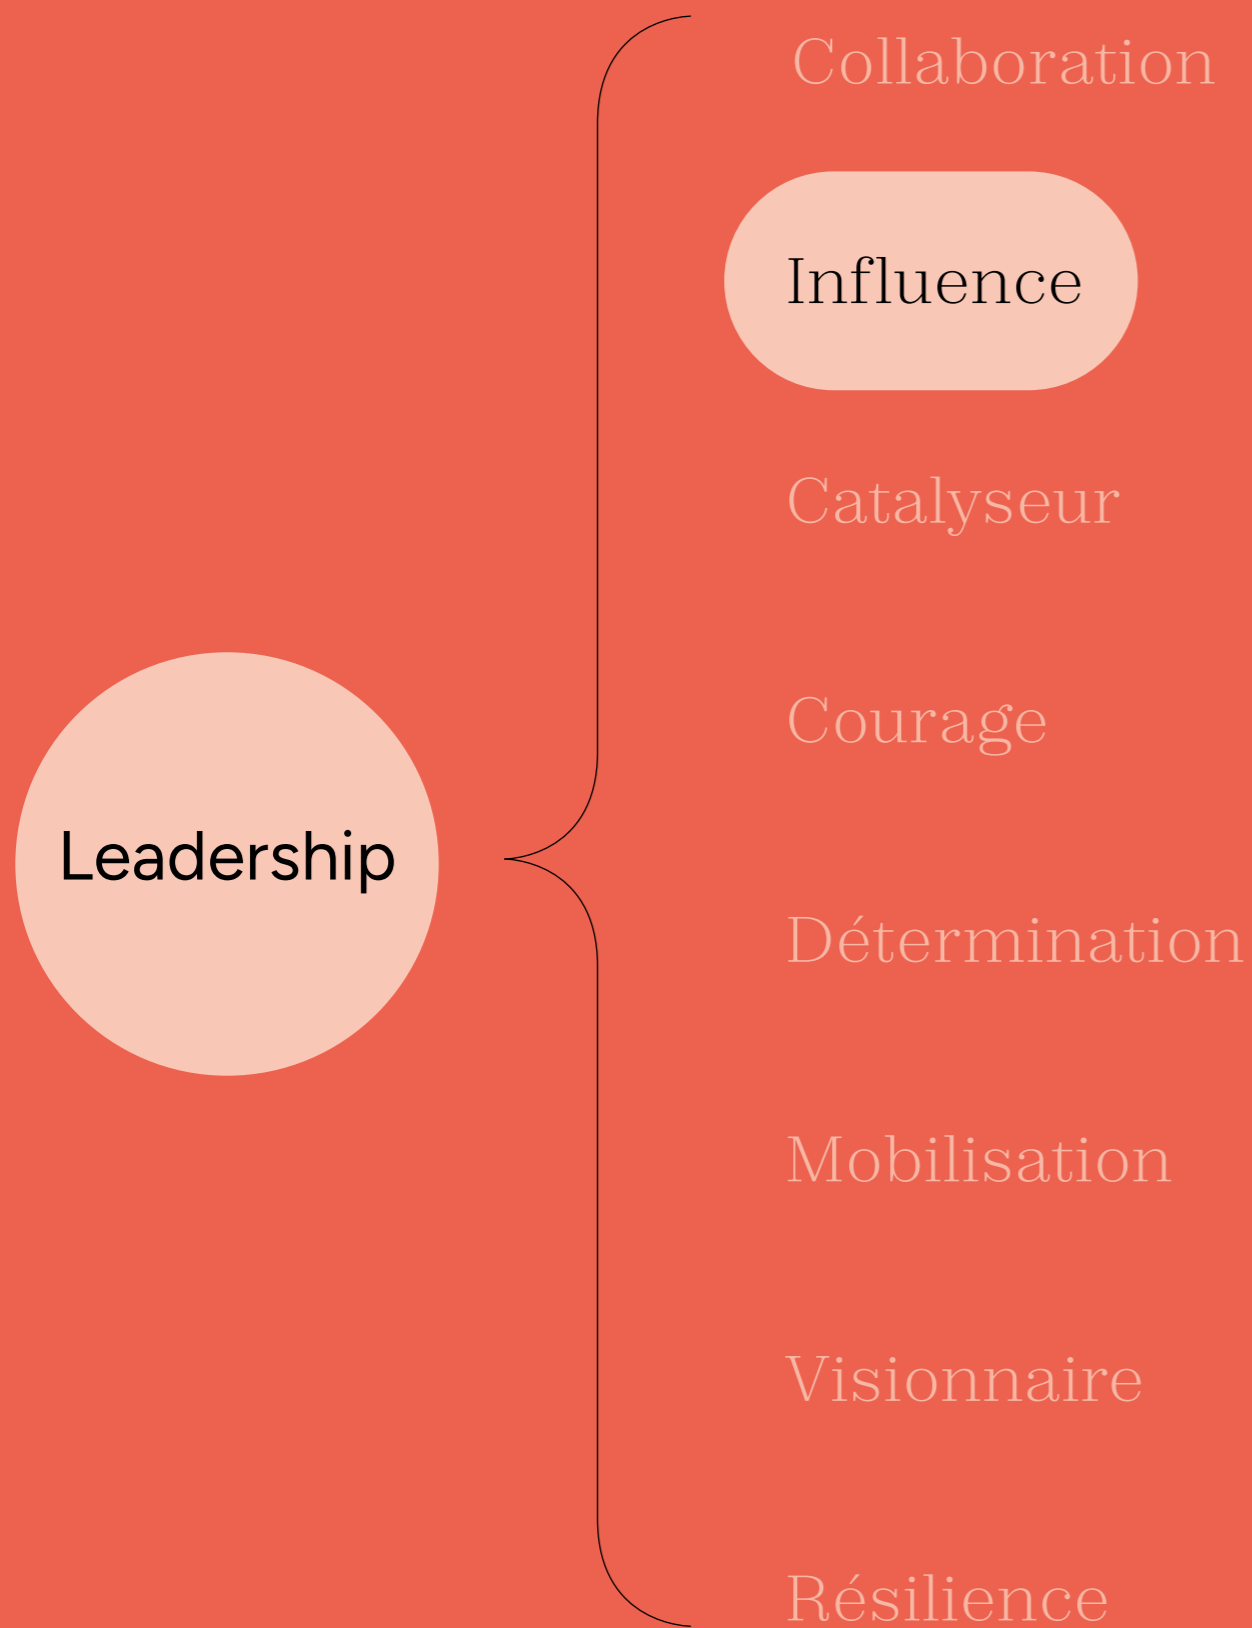 Leadership
Collaboration
Influence
Catalyseur
Courage
Détermination
Mobilisation
Visionnaire
Résilience